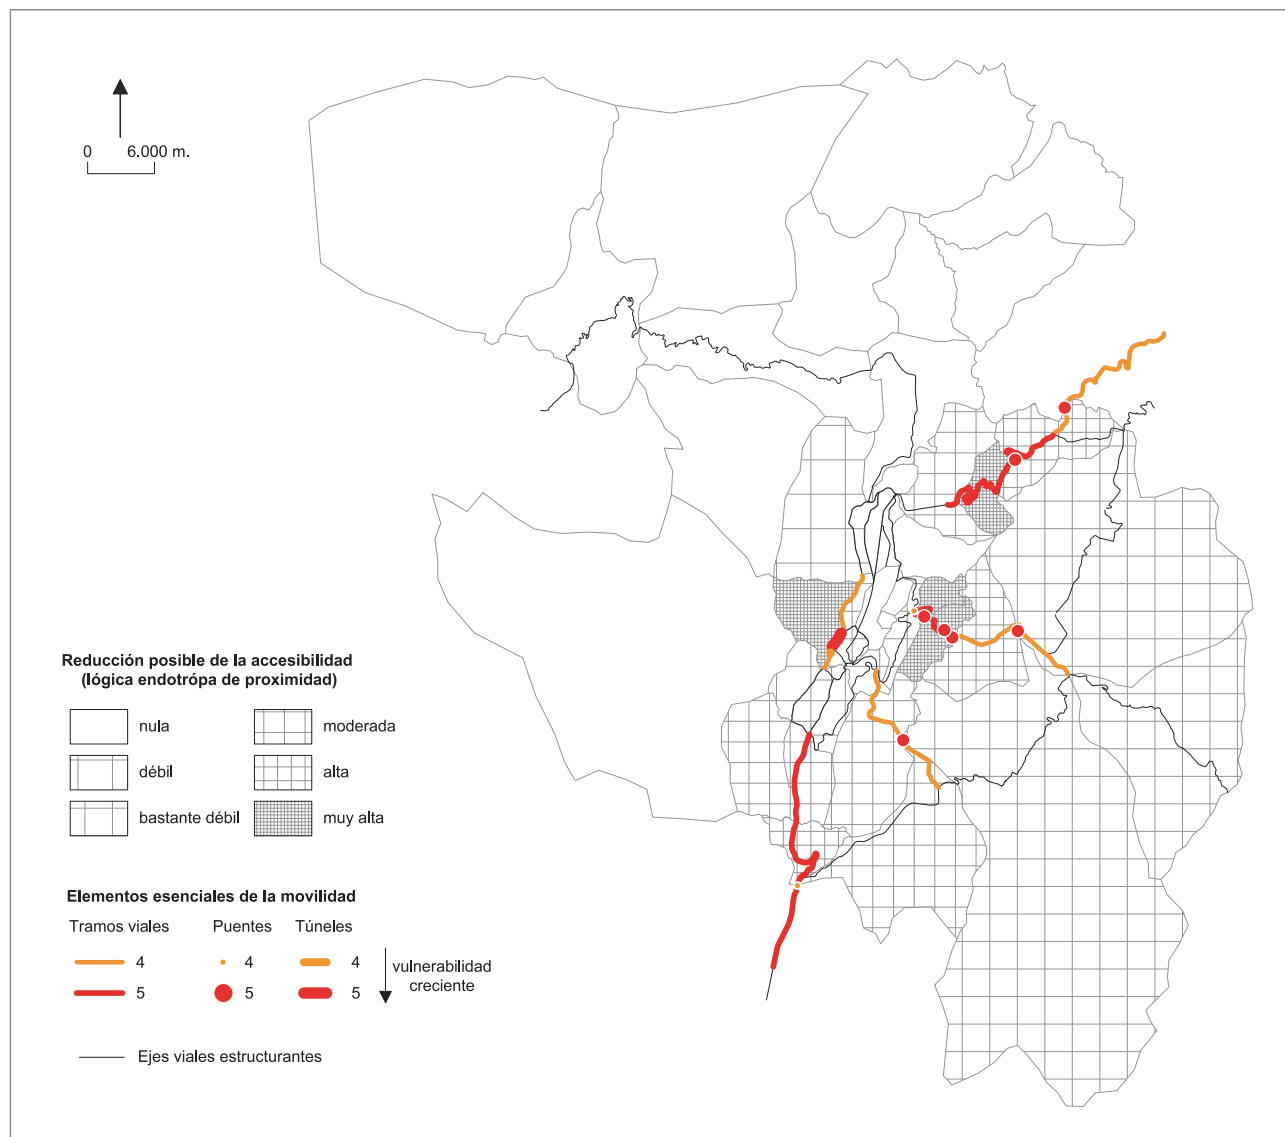 0 6.000 m.
Reducción posible de la accesibilidad
(lógica endotrópa de proximidad)
nula
moderada
débil
alta
bastante débil
muy alta
Elementos esenciales de la movilidad
Tramos viales Puentes Túneles
4 4 4
5 5 5
vulnerabilidad
creciente
Ejes viales estructurantes